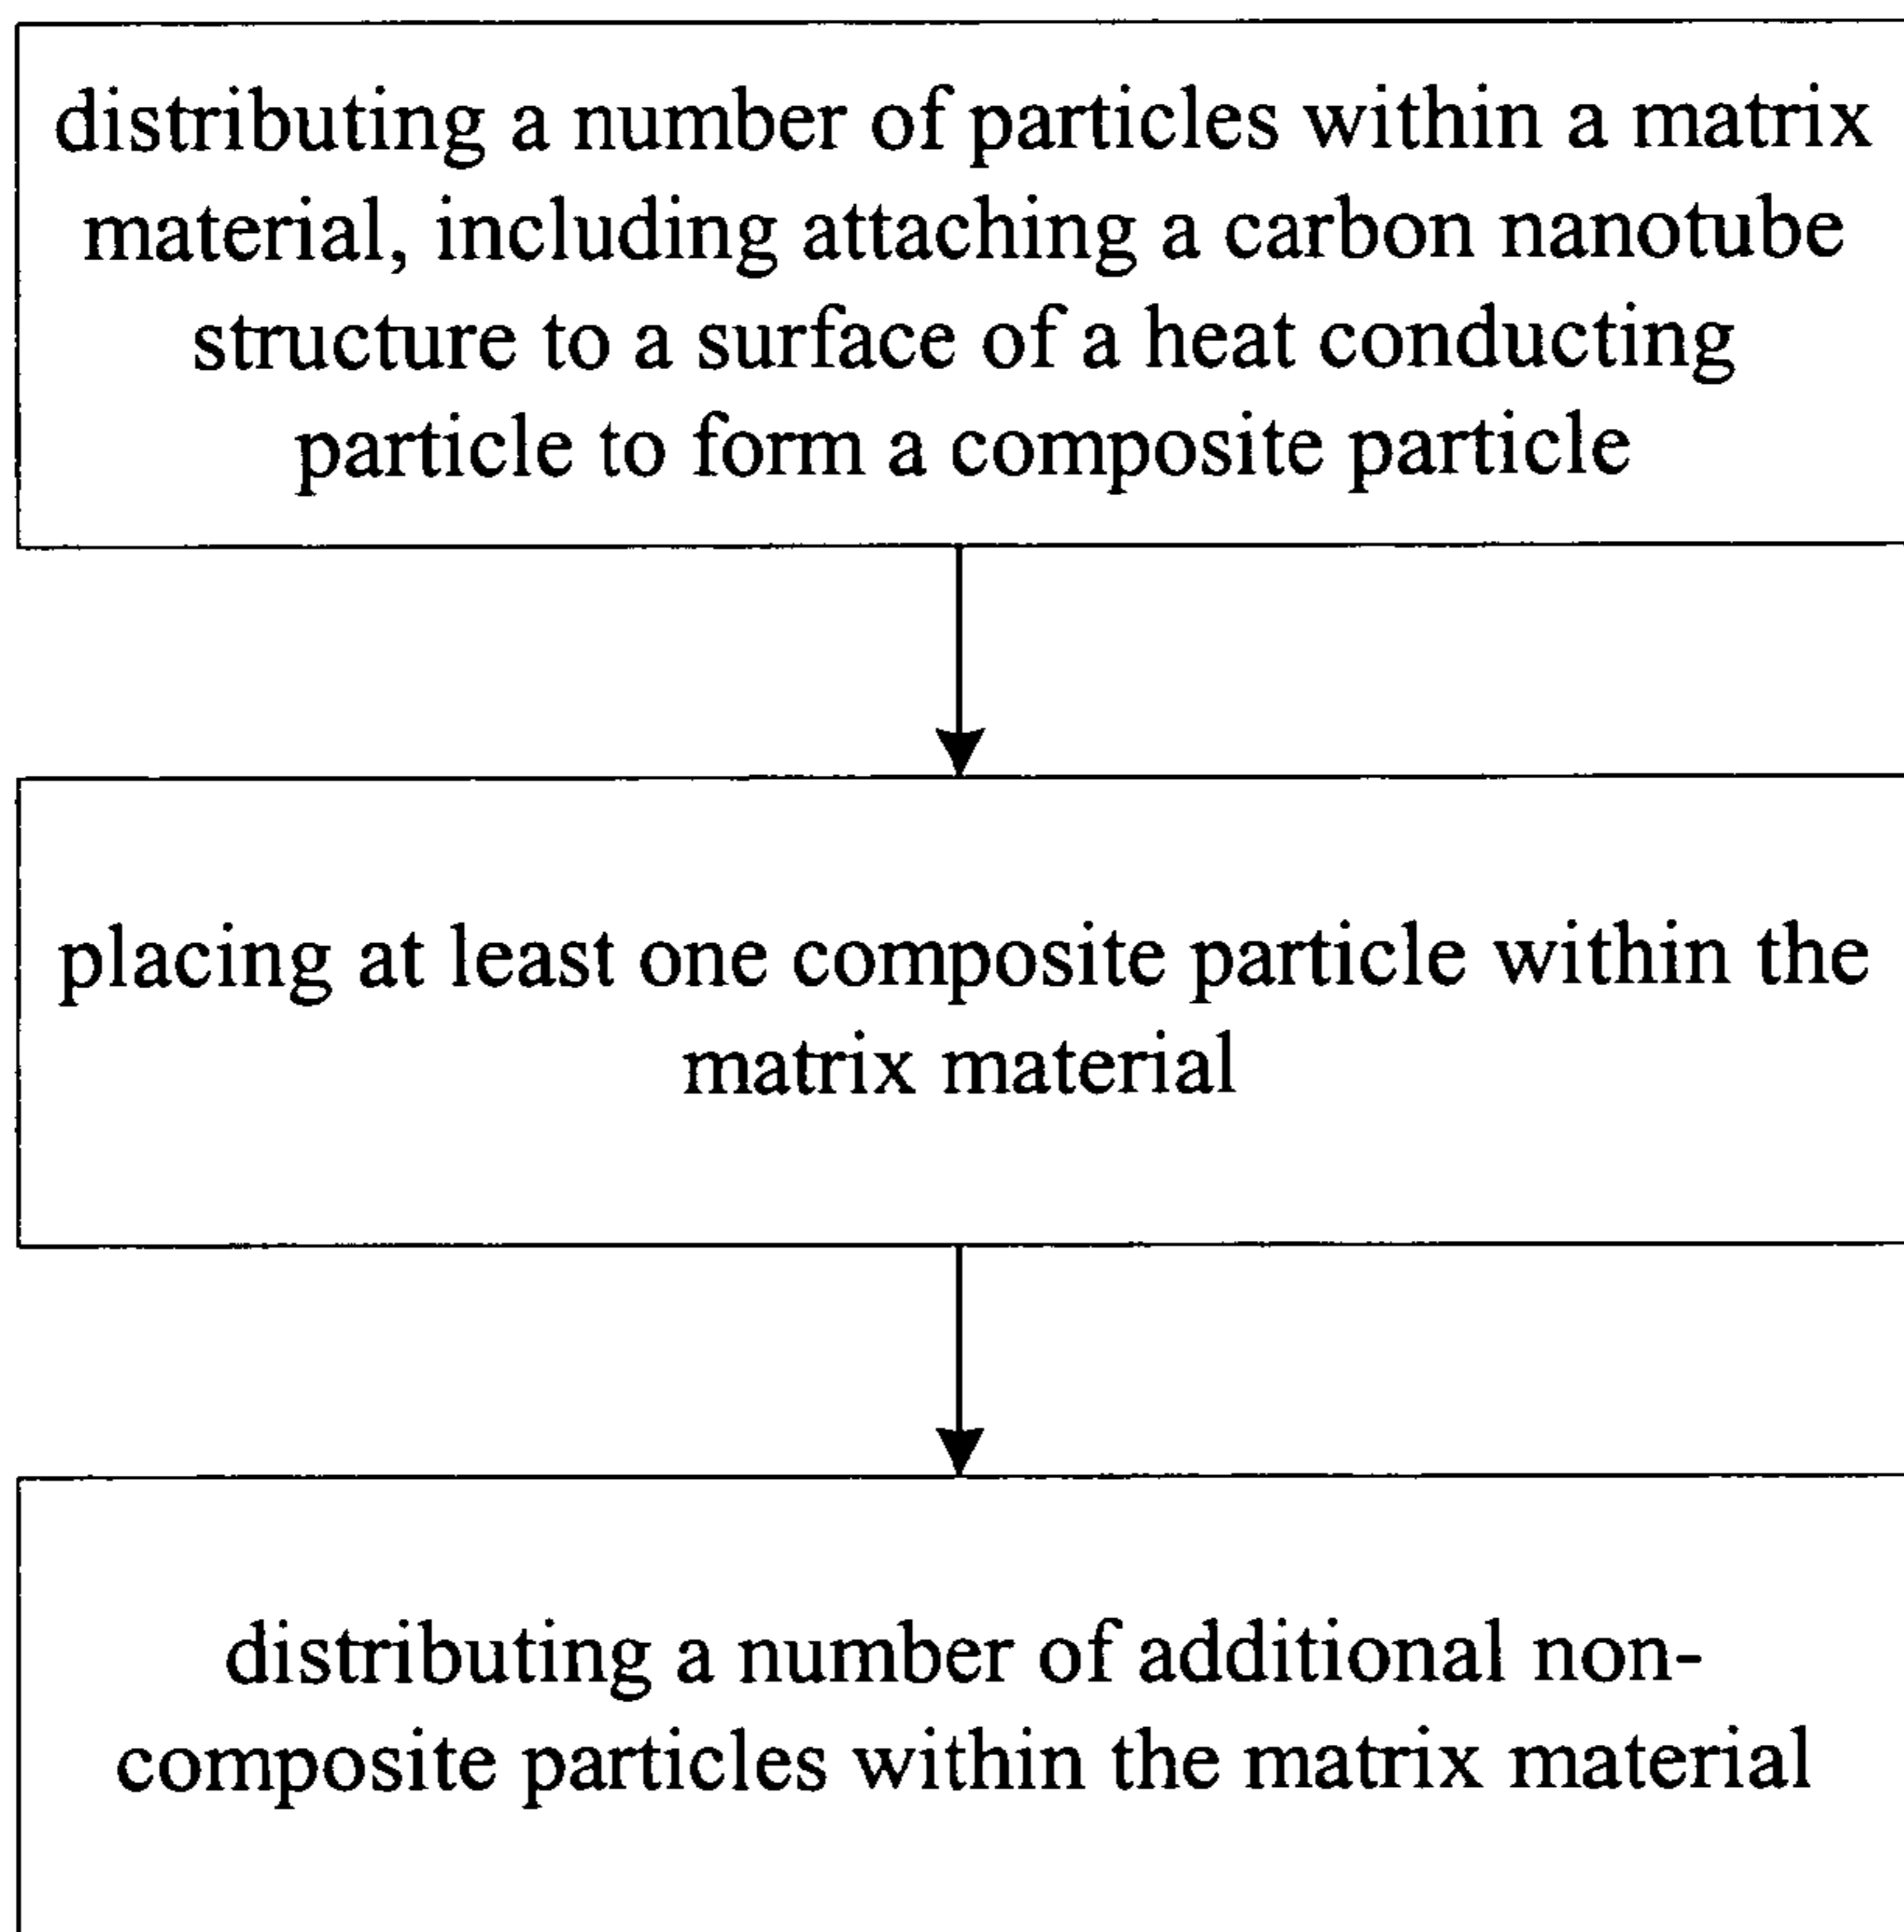 distributing a number of particles within a matrix
material, including attaching a carbon nanotube
structure to a surface of a heat conducting
particle to form a composite particle
placing at least one composite particle within the
matrix material
distributing a number of additional non-
composite particles within the matrix material